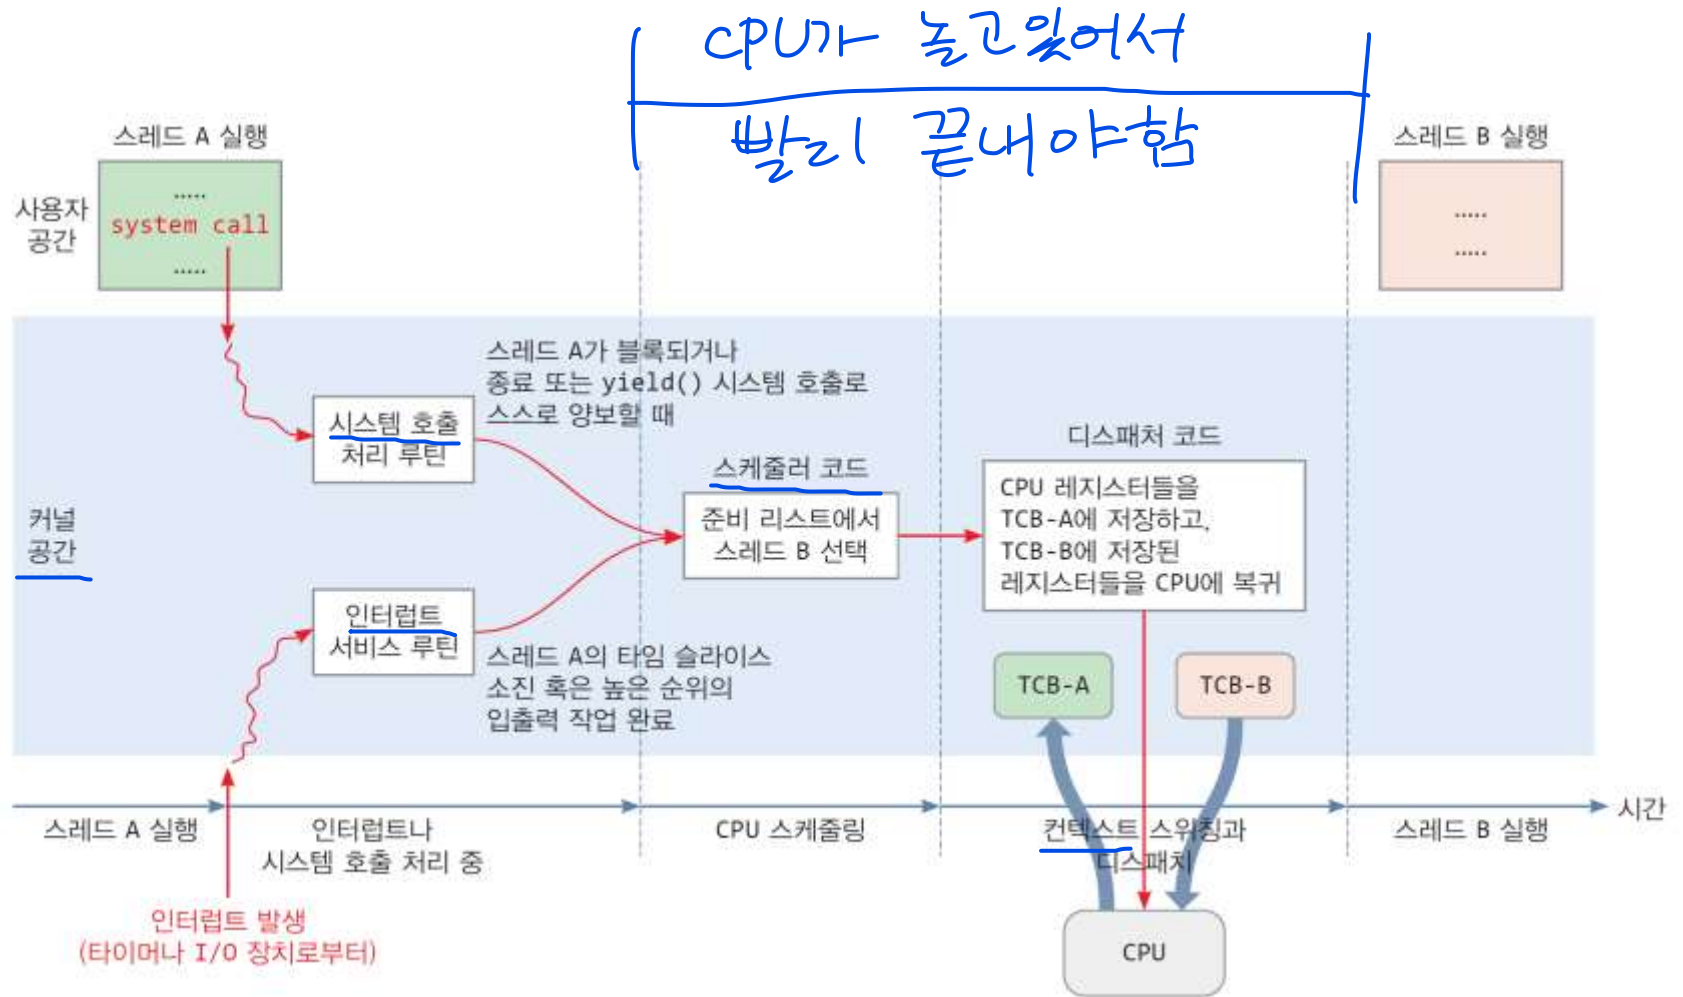 CPU가 놀고있어서
빨리 끝내야함
스레드 A 실행
스레드 B 실행
사용자
공간
.....
system call
.....
.....
.....
스레드 A가 블록되거나
종료 또는 yield() 시스템 호출로
스스로 양보할 때
시스템 호출
처리 루틴
디스패처 코드
스케줄러 코드
준비 리스트에서
스레드 B 선택
CPU 레지스터들을
TCB-A에 저장하고,
TCB-B에 저장된
레지스터들을 CPU에 복귀
커널
공간
인터럽트
서비스 루틴
스레드 A의 타임 슬라이스
소진 혹은 높은 순위의
입출력 작업 완료
TCB-A
TCB-B
시간
스레드 A 실행
인터럽트나
시스템 호출 처리 중
CPU 스케줄링
컨텍스트 스위칭과
디스패치
스레드 B 실행
인터럽트 발생
(타이머나 I/O 장치로부터)
CPU